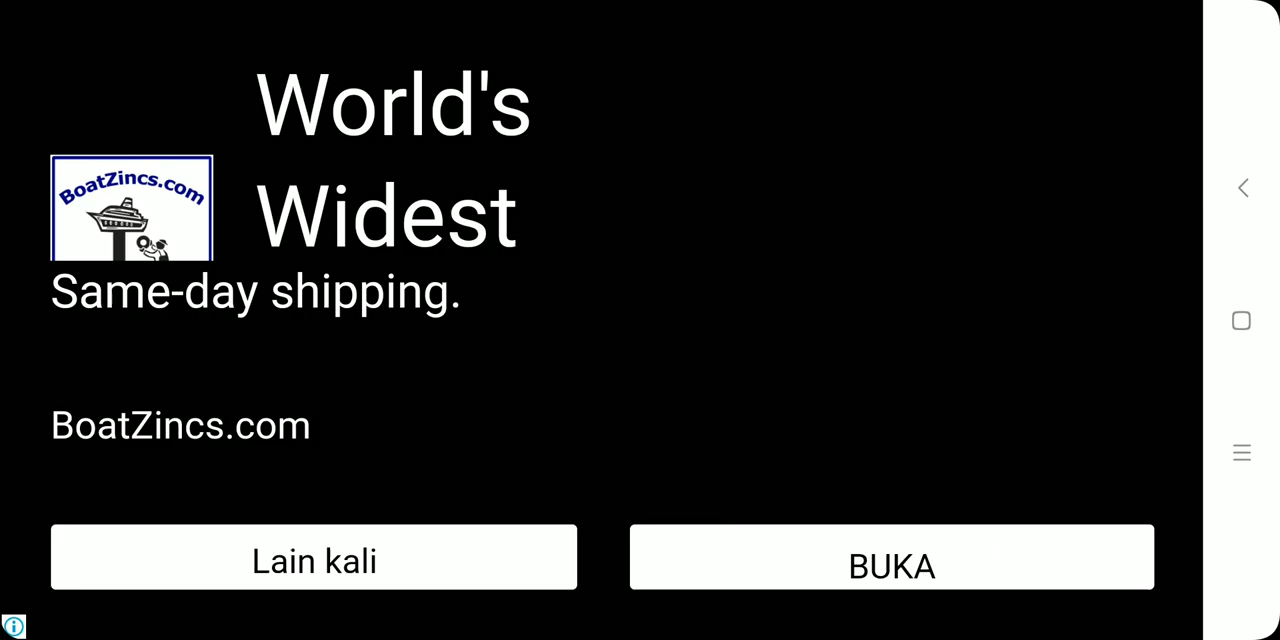 World's
Widest
BoatZincs.com
Same-day shipping.
BoatZincs.com
Lain kali
BUKA